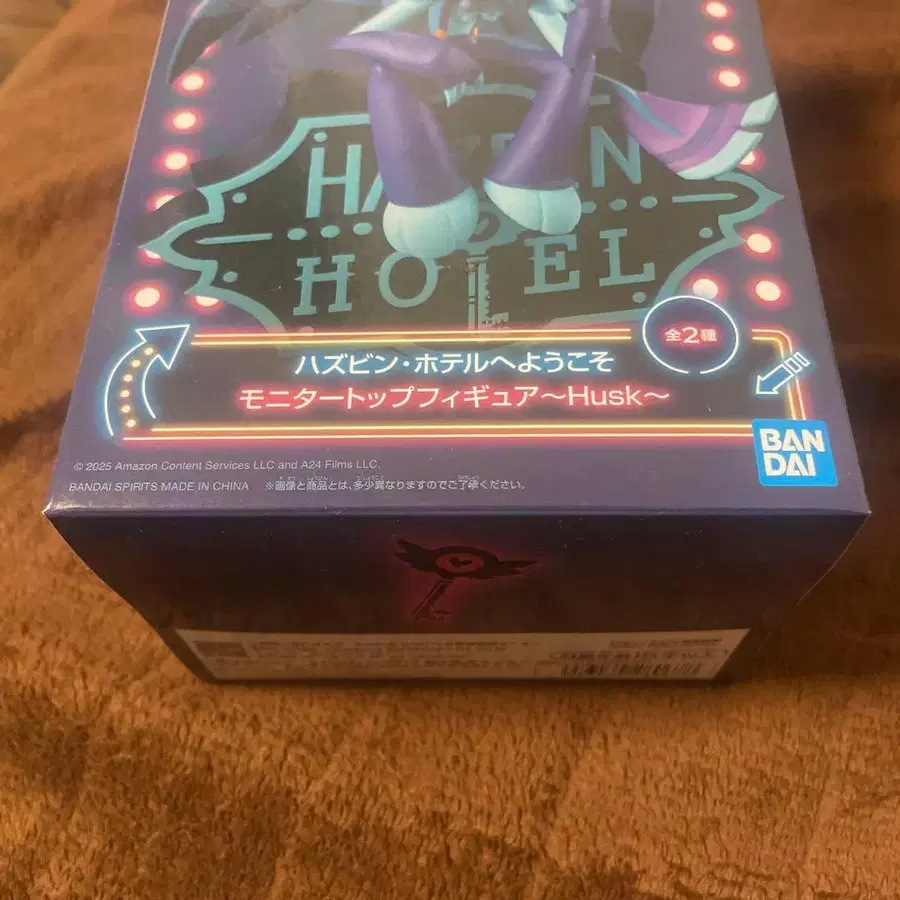 HAZBIN
HOTEL
全2種
ハズビン・ホテルへようこそ
モニタートップフィギュア〜Husk〜
BAN
DAI
© 2025 Amazon Content Services LLC and A24 Films LLC.
BANDAI SPIRITS MADE IN CHINA ※画像と商品とは、多少異なりますのでご了承ください。